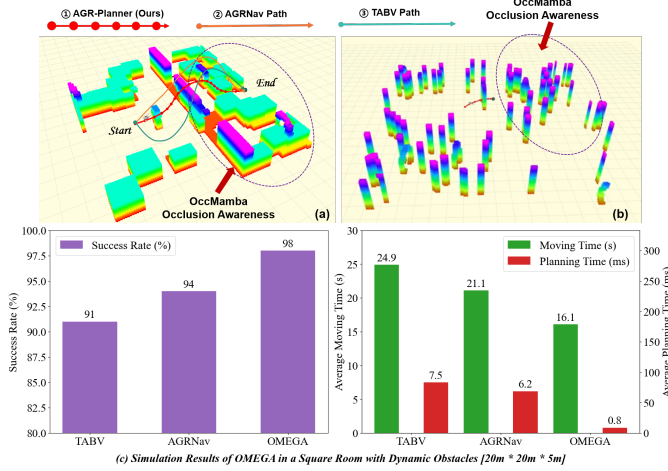 ① AGR-Planner (Ours)
② AGRNav Path
③ TABV Path
OccMamba
Occlusion Awareness
Start
End
OccMamba
Occlusion Awareness
(a)
(b)
Success Rate (%)
100.0
97.5
95.0
92.5
90.0
87.5
85.0
82.5
80.0
Success Rate (%)
91
94
98
TABV
AGRNav
OMEGA
Average Moving Time (s)
30
25
20
15
10
5
0
Moving Time (s)
Planning Time (ms)
24.9
21.1
16.1
7.5
6.2
0.8
TABV
AGRNav
OMEGA
300
250
200
150
100
50
0
Average Planning Time (ms)
(c) Simulation Results of OMEGA in a Square Room with Dynamic Obstacles [20m * 20m * 5m]